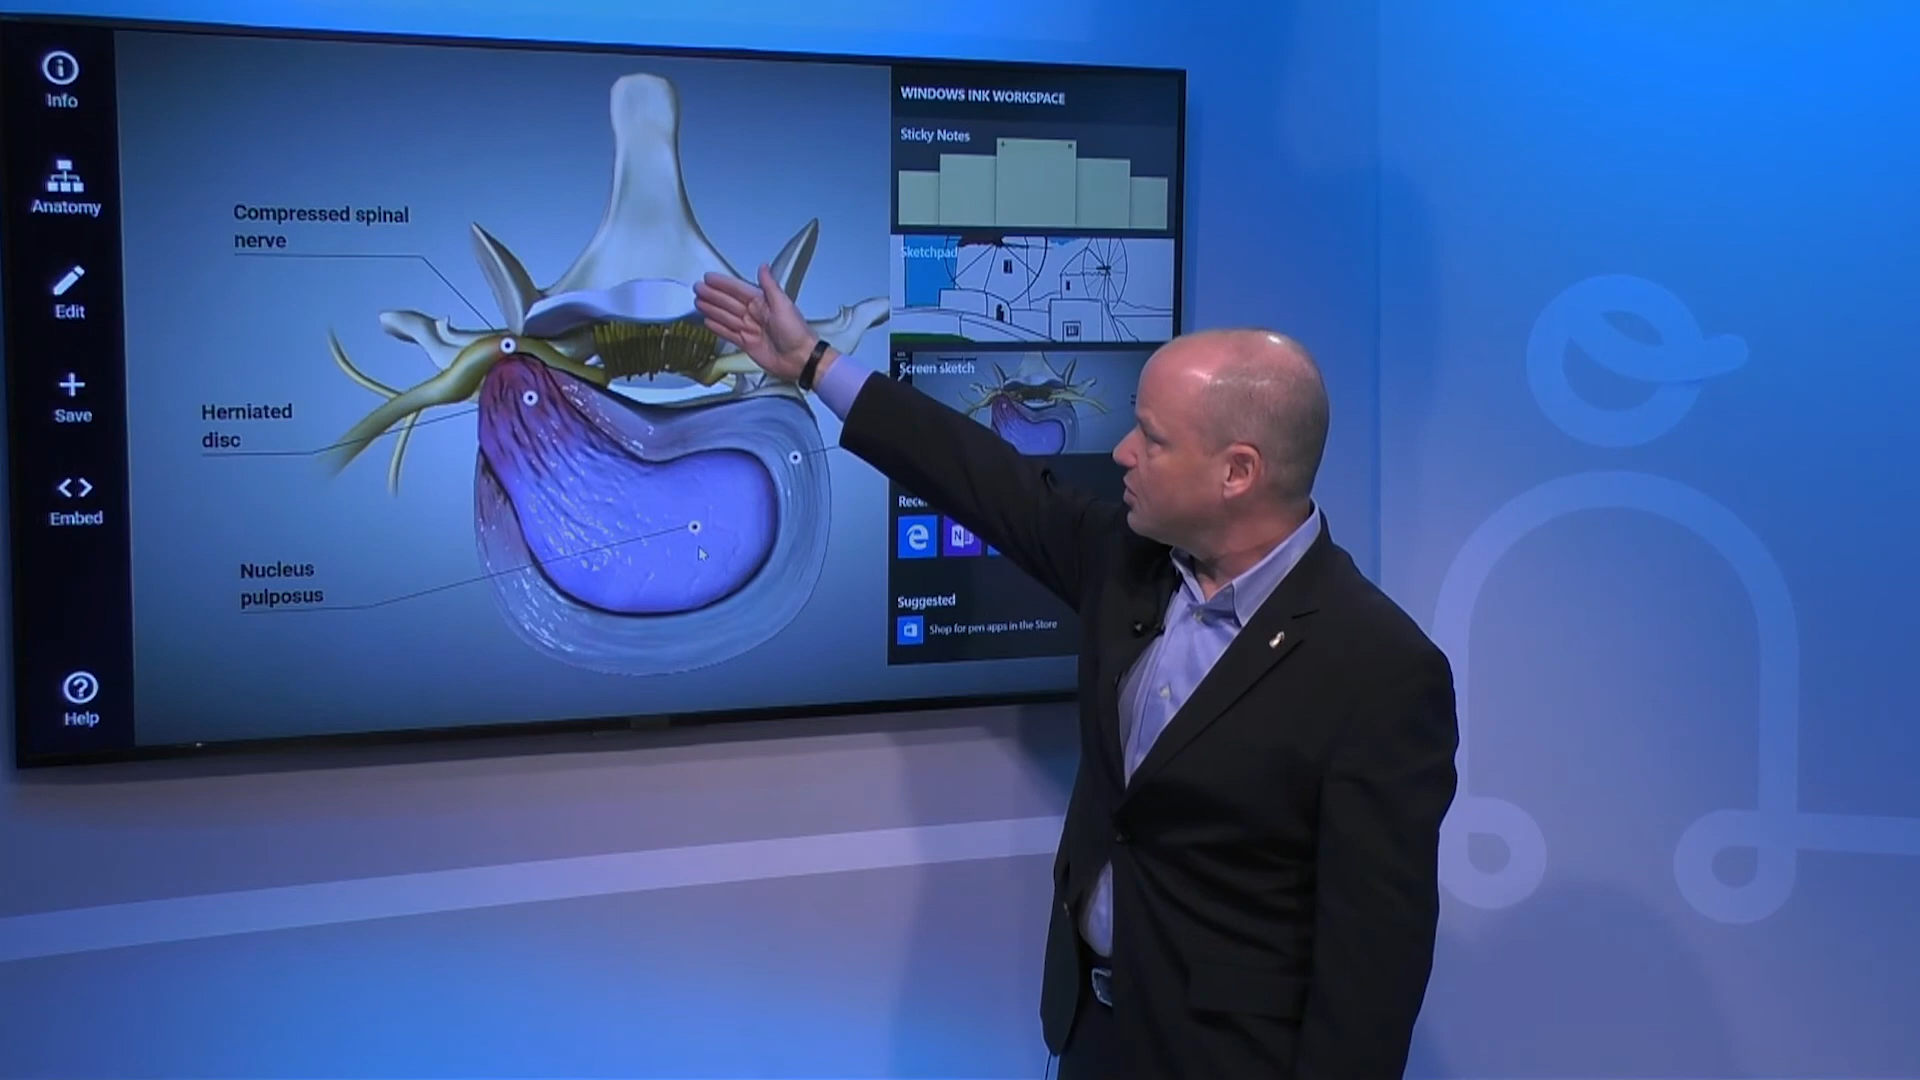 Info
Anatomy
Edit
Save
Embed
Help
Compressed spinal
nerve
Herniated
disc
Nucleus
pulposus
WINDOWS INK WORKSPACE
Sticky Notes
Sketchpad
Screen sketch
Suggested
Shop for pen apps in the Store